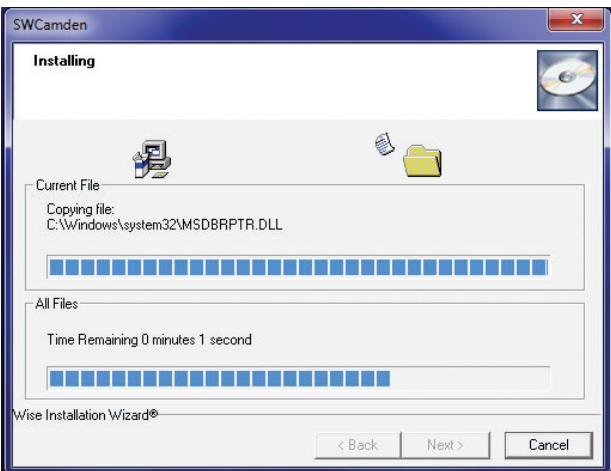 SWCamden
Installing
Current File
Copying file:
C:\Windows\system32\MSDBRPTR.DLL
All Files
Time Remaining 0 minutes 1 second
Wise Installation Wizard®
< Back
Next >
Cancel